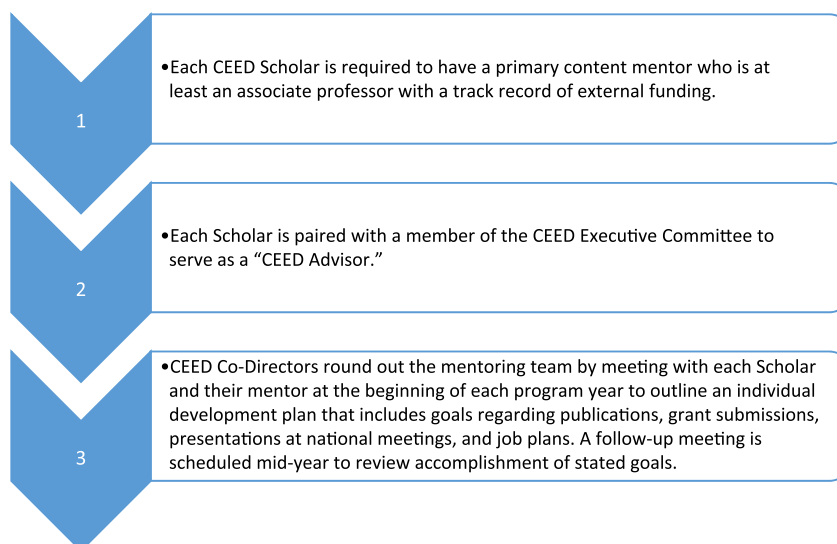 1
•Each CEED Scholar is required to have a primary content mentor who is at
least an associate professor with a track record of external funding.
2
•Each Scholar is paired with a member of the CEED Executive Committee to
serve as a “CEED Advisor.”
3
•CEED Co-Directors round out the mentoring team by meeting with each Scholar
and their mentor at the beginning of each program year to outline an individual
development plan that includes goals regarding publications, grant submissions,
presentations at national meetings, and job plans. A follow-up meeting is
scheduled mid-year to review accomplishment of stated goals.